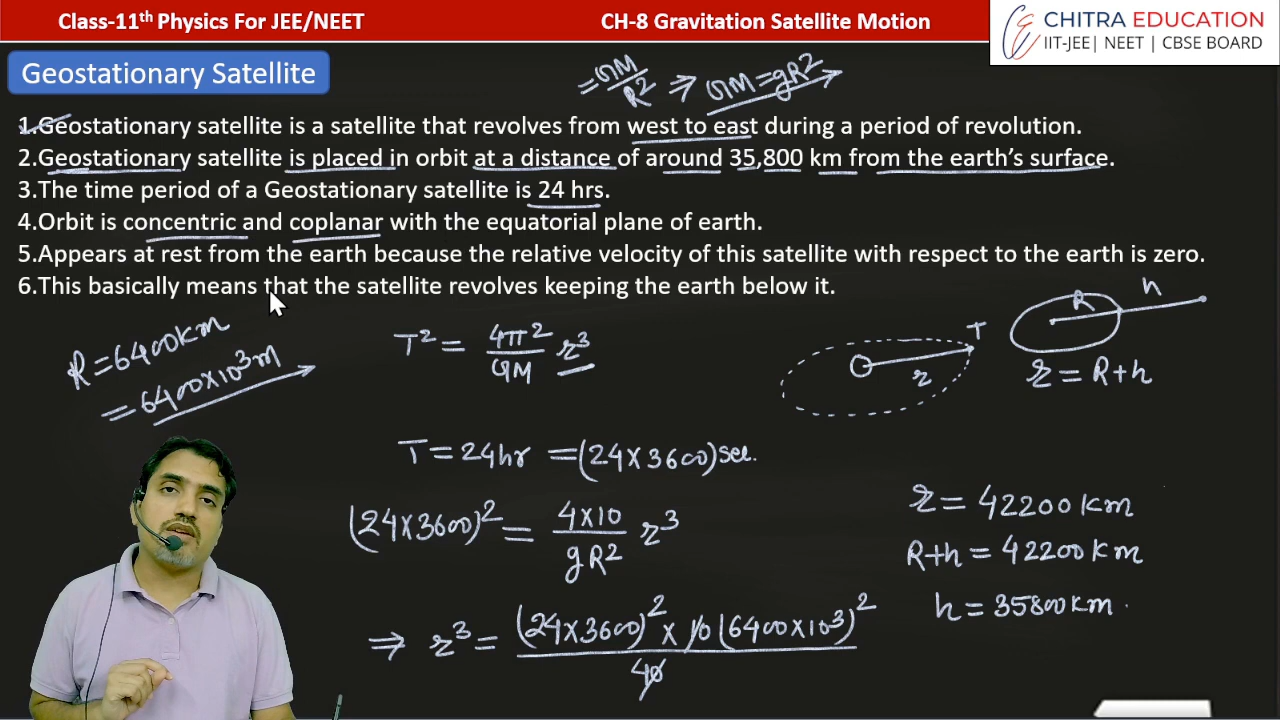 Class-11th Physics For JEE/NEET
CH-8 Gravitation Satellite Motion
CHITRA EDUCATION
IIT-JEE| NEET | CBSE BOARD
Geostationary Satellite
= GM/R² ⇒ GM = gR²
1.Geostationary satellite is a satellite that revolves from west to east during a period of revolution.
2.Geostationary satellite is placed in orbit at a distance of around 35,800 km from the earth's surface.
3.The time period of a Geostationary satellite is 24 hrs.
4.Orbit is concentric and coplanar with the equatorial plane of earth.
5.Appears at rest from the earth because the relative velocity of this satellite with respect to the earth is zero.
6.This basically means that the satellite revolves keeping the earth below it.
R = 6400km
= 6400×10³m
T² = 4π²/GM r³
T
r
R
h
r = R+h
T = 24hr = (24×3600) sec.
(24×3600)² = 4×10/gR² r³
⇒ r³ = (24×3600)² × 10 (6400×10³)²/40
r = 42200 km
R+h = 42200 km
h = 35800 km.